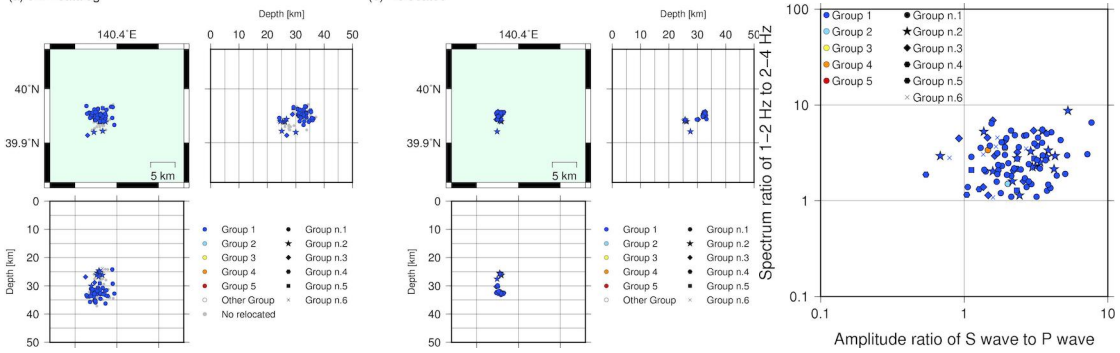 Depth [km]
140.4˚E
0 10 20 30 40 50
40˚N
39.9˚N
5 km
0
10
20
30
40
50
Depth [km]
Group 1
Group 2
Group 3
Group 4
Group 5
Other Group
No relocated
Group n.1
Group n.2
Group n.3
Group n.4
Group n.5
Group n.6
Depth [km]
140.4˚E
0 10 20 30 40 50
40˚N
39.9˚N
5 km
0
10
20
30
40
50
Depth [km]
Group 1
Group 2
Group 3
Group 4
Group 5
Other Group
Group n.1
Group n.2
Group n.3
Group n.4
Group n.5
Group n.6
Spectrum ratio of 1−2 Hz to 2−4 Hz
100
10
1
0.1
Group 1
Group 2
Group 3
Group 4
Group 5
Group n.1
Group n.2
Group n.3
Group n.4
Group n.5
Group n.6
0.1 1 10
Amplitude ratio of S wave to P wave